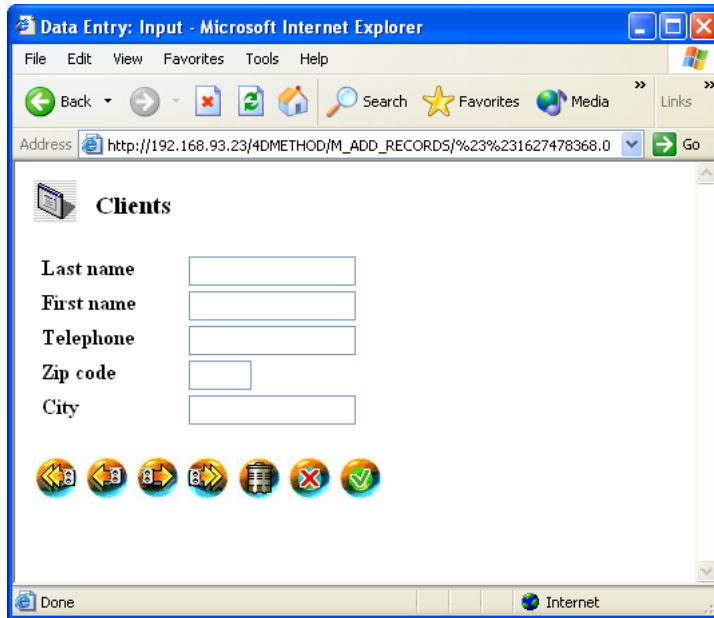 Data Entry: Input - Microsoft Internet Explorer
File Edit View Favorites Tools Help
Back Search Favorites Media » Links »
Address http://192.168.93.23/4DMETHOD/M_ADD_RECORDS/%23%231627478368.0 Go
Clients
Last name
First name
Telephone
Zip code
City
Done Internet